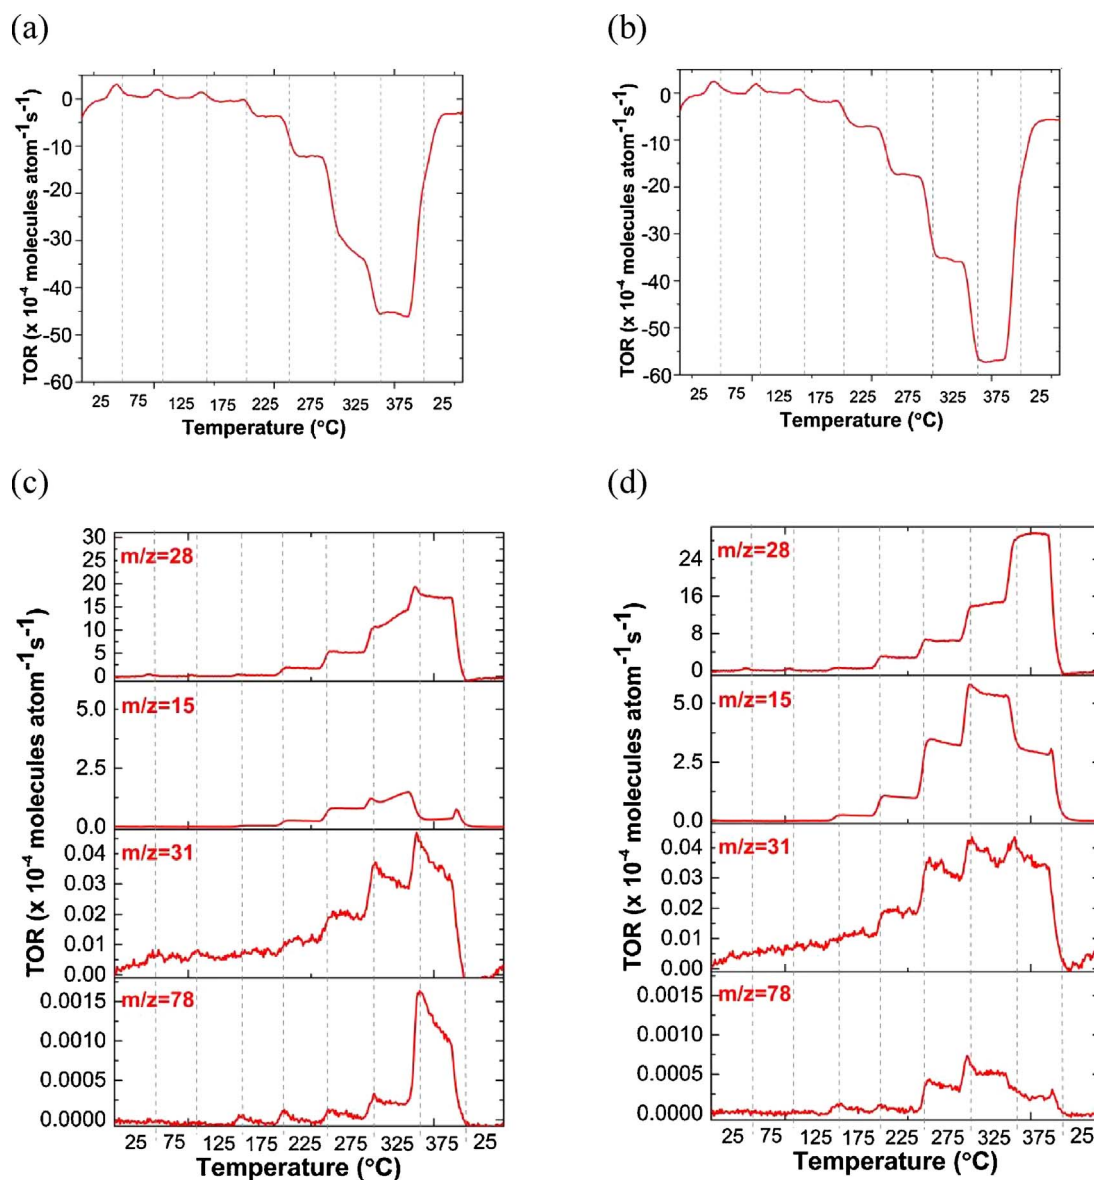 (a)
(b)
TOR (x 10⁻⁴ molecules atom⁻¹s⁻¹)
0
-10
-20
-30
-40
-50
-60
25 75 125 175 225 275 325 375 25
Temperature (°C)
TOR (x 10⁻⁴ molecules atom⁻¹s⁻¹)
0
-10
-20
-30
-40
-50
-60
25 75 125 175 225 275 325 375 25
Temperature (°C)
(c)
(d)
TOR (x 10⁻⁴ molecules atom⁻¹s⁻¹)
m/z=28
30
25
20
15
10
5
0
m/z=15
5.0
2.5
0.0
m/z=31
0.04
0.03
0.02
0.01
0.00
m/z=78
0.0015
0.0010
0.0005
0.0000
25 75 125 175 225 275 325 375 25
Temperature (°C)
TOR (x 10⁻⁴ molecules atom⁻¹s⁻¹)
m/z=28
24
16
8
0
m/z=15
5.0
2.5
0.0
m/z=31
0.04
0.03
0.02
0.01
0.00
m/z=78
0.0015
0.0010
0.0005
0.0000
25 75 125 175 225 275 325 375 25
Temperature (°C)